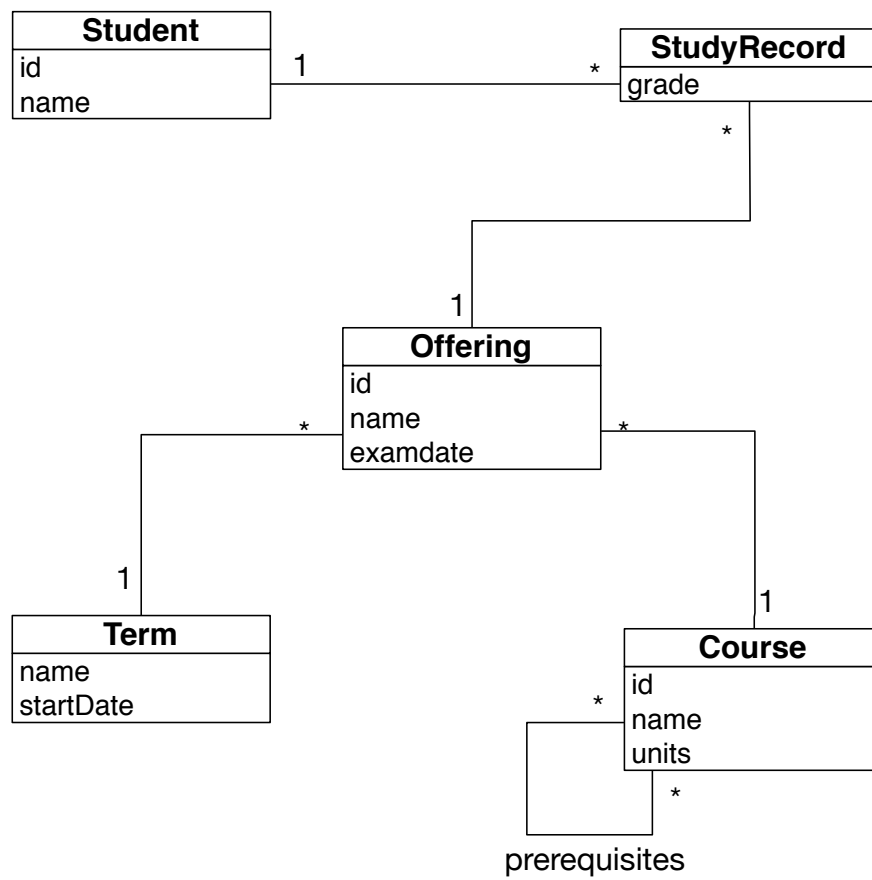 Student
id
name
1
*
StudyRecord
grade
*
1
Offering
id
name
examdate
*
*
1
Term
name
startDate
1
Course
id
name
units
*
*
prerequisites